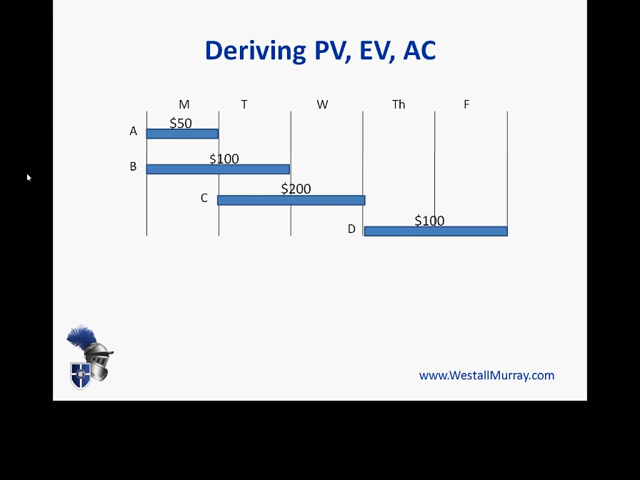 Deriving PV, EV, AC
M T W Th F
A $50
B $100
C $200
D $100
www.WestallMurray.com